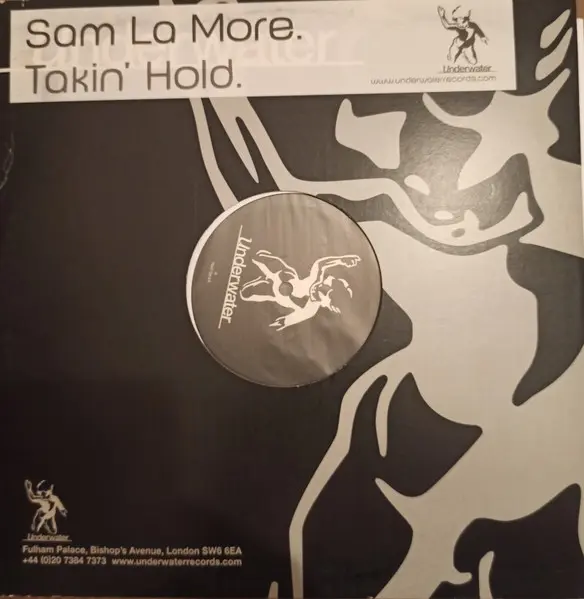 Sam La More.
Takin' Hold.
Underwater
www.underwaterrecords.com
Underwater
Underwater
Fulham Palace, Bishop's Avenue, London SW6 6EA
+44 (0)20 7384 7373 www.underwaterrecords.com